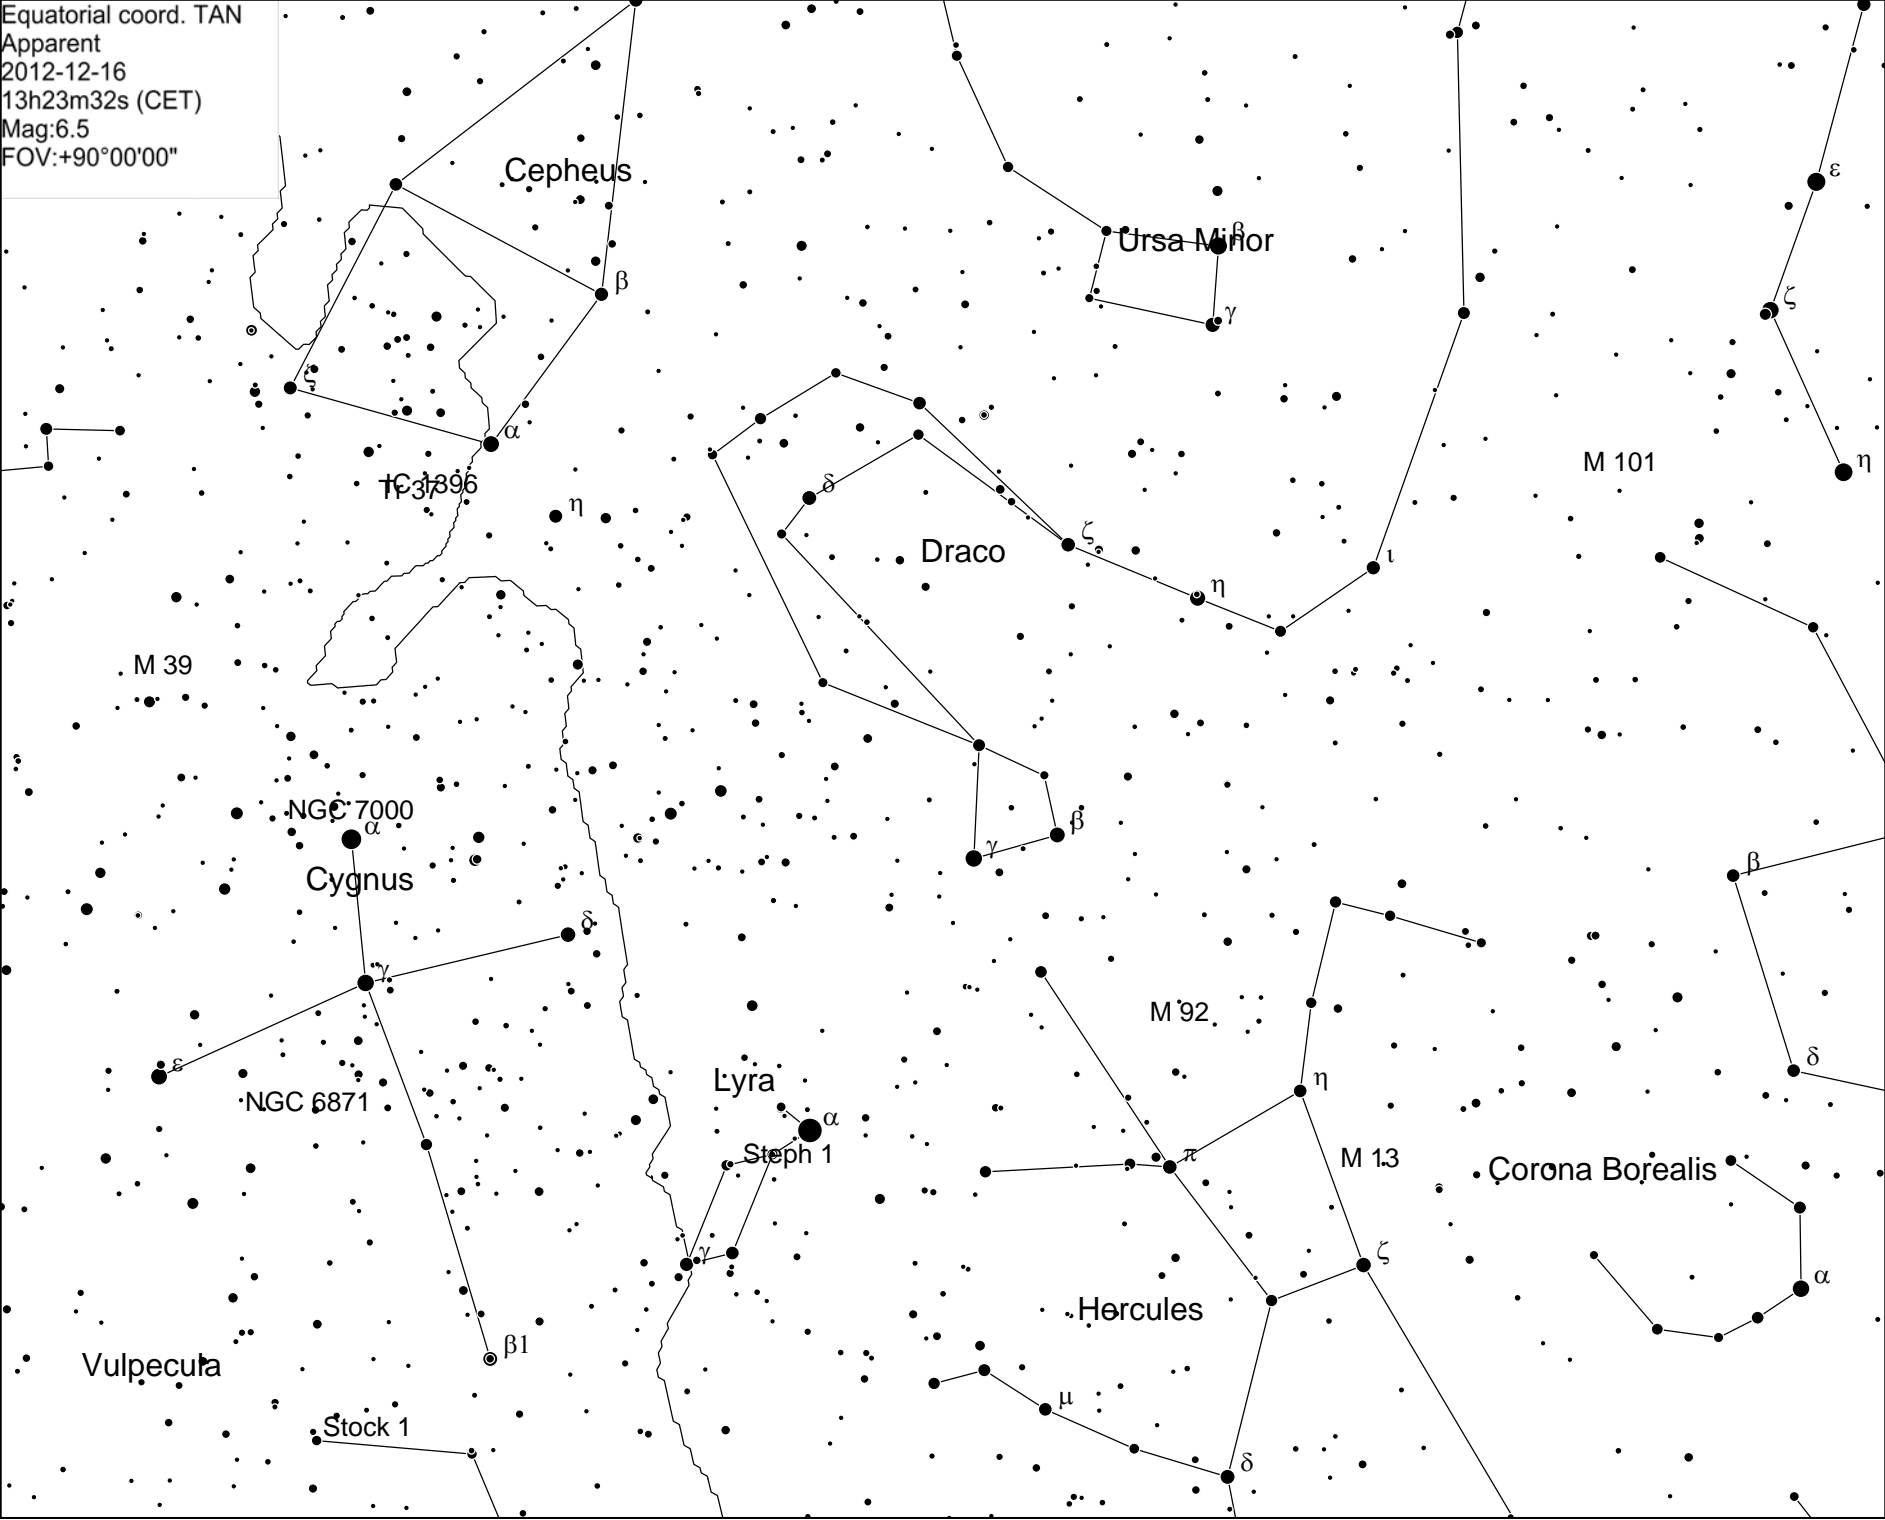 Equatorial coord. TAN
Apparent
2012-12-16
13h23m32s (CET)
Mag:6.5
FOV:+90°00'00"
Cepheus
ε
β
Ursa Minor
β
ζ
γ
ζ
α
M 101
η
IC 1396
Tr 37
δ
η
ζ
Draco
ι
η
M 39
NGC 7000
α
β
γ
β
Cygnus
δ
γ
M 92
ε
δ
Lyra
η
NGC 6871
α
Steph 1
π
M 13
Corona Borealis
γ
ζ
α
Hercules
β1
Vulpecula
μ
Stock 1
δ